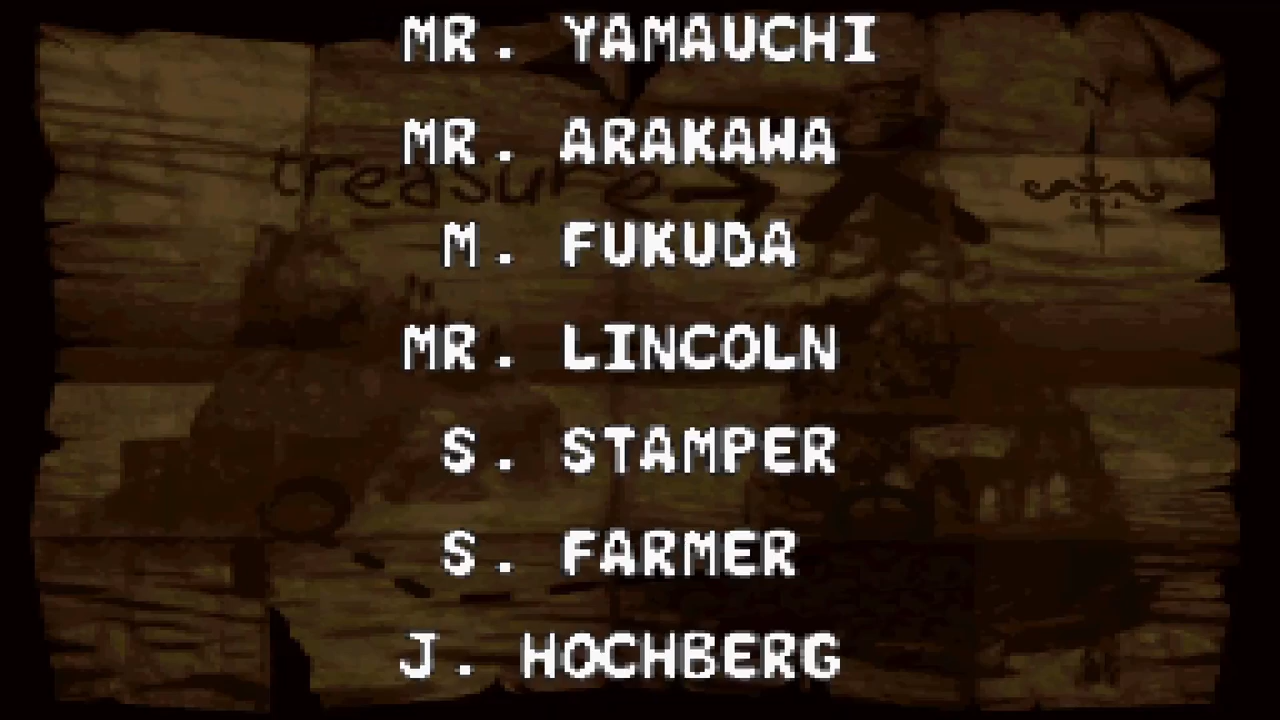 MR. YAMAUCHI
MR. ARAKAWA
treasure
N
M. FUKUDA
MR. LINCOLN
S. STAMPER
S. FARMER
J. HOCHBERG